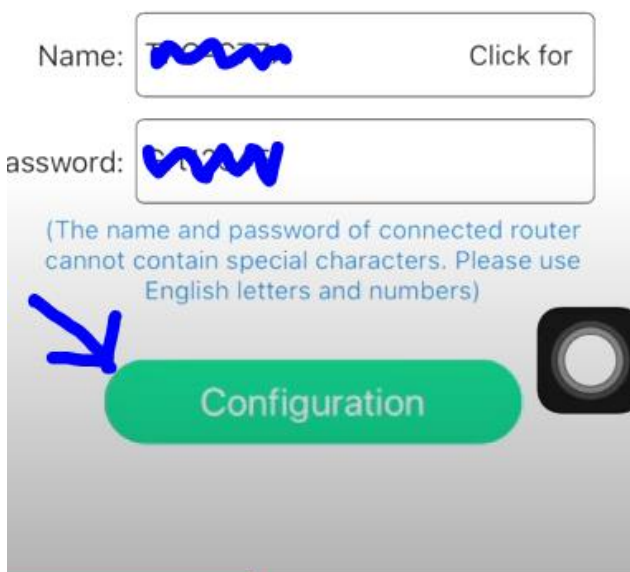 Name: Click for
assword:
(The name and password of connected router
cannot contain special characters. Please use
English letters and numbers)
Configuration